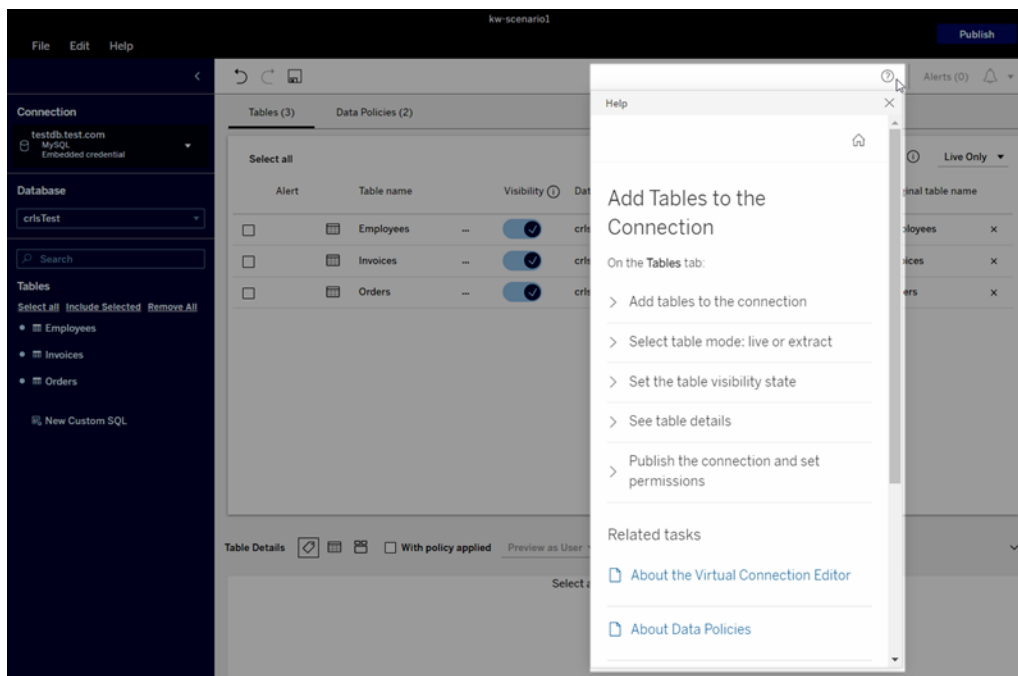 kw-scenario1
Publish
File Edit Help
Alerts (0)
Connection
testdb.test.com
MySQL
Embedded credential
Database
crlsTest
Search
Tables
Select all Include Selected Remove All
Employees
Invoices
Orders
New Custom SQL
Tables (3) Data Policies (2)
Select all
Live Only
Alert Table name Visibility table name
Employees ...
Invoices ...
Orders ...
Table Details With policy applied Preview as User
Help
Add Tables to the
Connection
On the Tables tab:
Add tables to the connection
Select table mode: live or extract
Set the table visibility state
See table details
Publish the connection and set
permissions
Related tasks
About the Virtual Connection Editor
About Data Policies